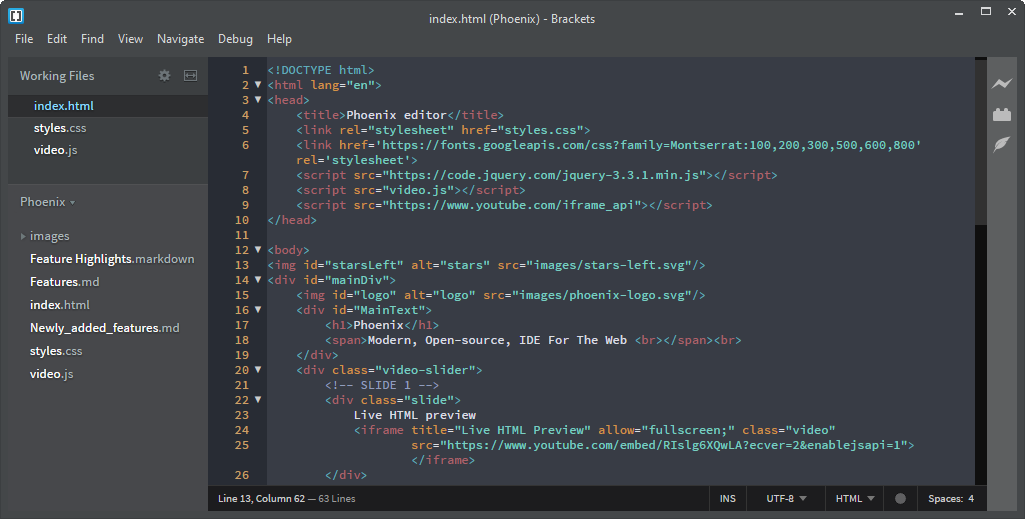 index.html (Phoenix) - Brackets
File Edit Find View Navigate Debug Help
Working Files
index.html
styles.css
video.js
Phoenix
images
Feature Highlights.markdown
Features.md
index.html
Newly_added_features.md
styles.css
video.js
1 <!DOCTYPE html>
2 <html lang="en">
3 <head>
4 <title>Phoenix editor</title>
5 <link rel="stylesheet" href="styles.css">
6 <link href='https://fonts.googleapis.com/css?family=Montserrat:100,200,300,500,600,800'
rel='stylesheet'>
7 <script src="https://code.jquery.com/jquery-3.3.1.min.js"></script>
8 <script src="video.js"></script>
9 <script src="https://www.youtube.com/iframe_api"></script>
10 </head>
11
12 <body>
13 <img id="starsLeft" alt="stars" src="images/stars-left.svg"/>
14 <div id="mainDiv">
15 <img id="logo" alt="logo" src="images/phoenix-logo.svg"/>
16 <div id="MainText">
17 <h1>Phoenix</h1>
18 <span>Modern, Open-source, IDE For The Web <br></span><br>
19 </div>
20 <div class="video-slider">
21 <!-- SLIDE 1 -->
22 <div class="slide">
23 Live HTML preview
24 <iframe title="Live HTML Preview" allow="fullscreen;" class="video"
25 src="https://www.youtube.com/embed/RIslg6XQwLA?ecver=2&enablejsapi=1">
</iframe>
26 </div>
Line 13, Column 62 — 63 Lines INS UTF-8 HTML Spaces: 4